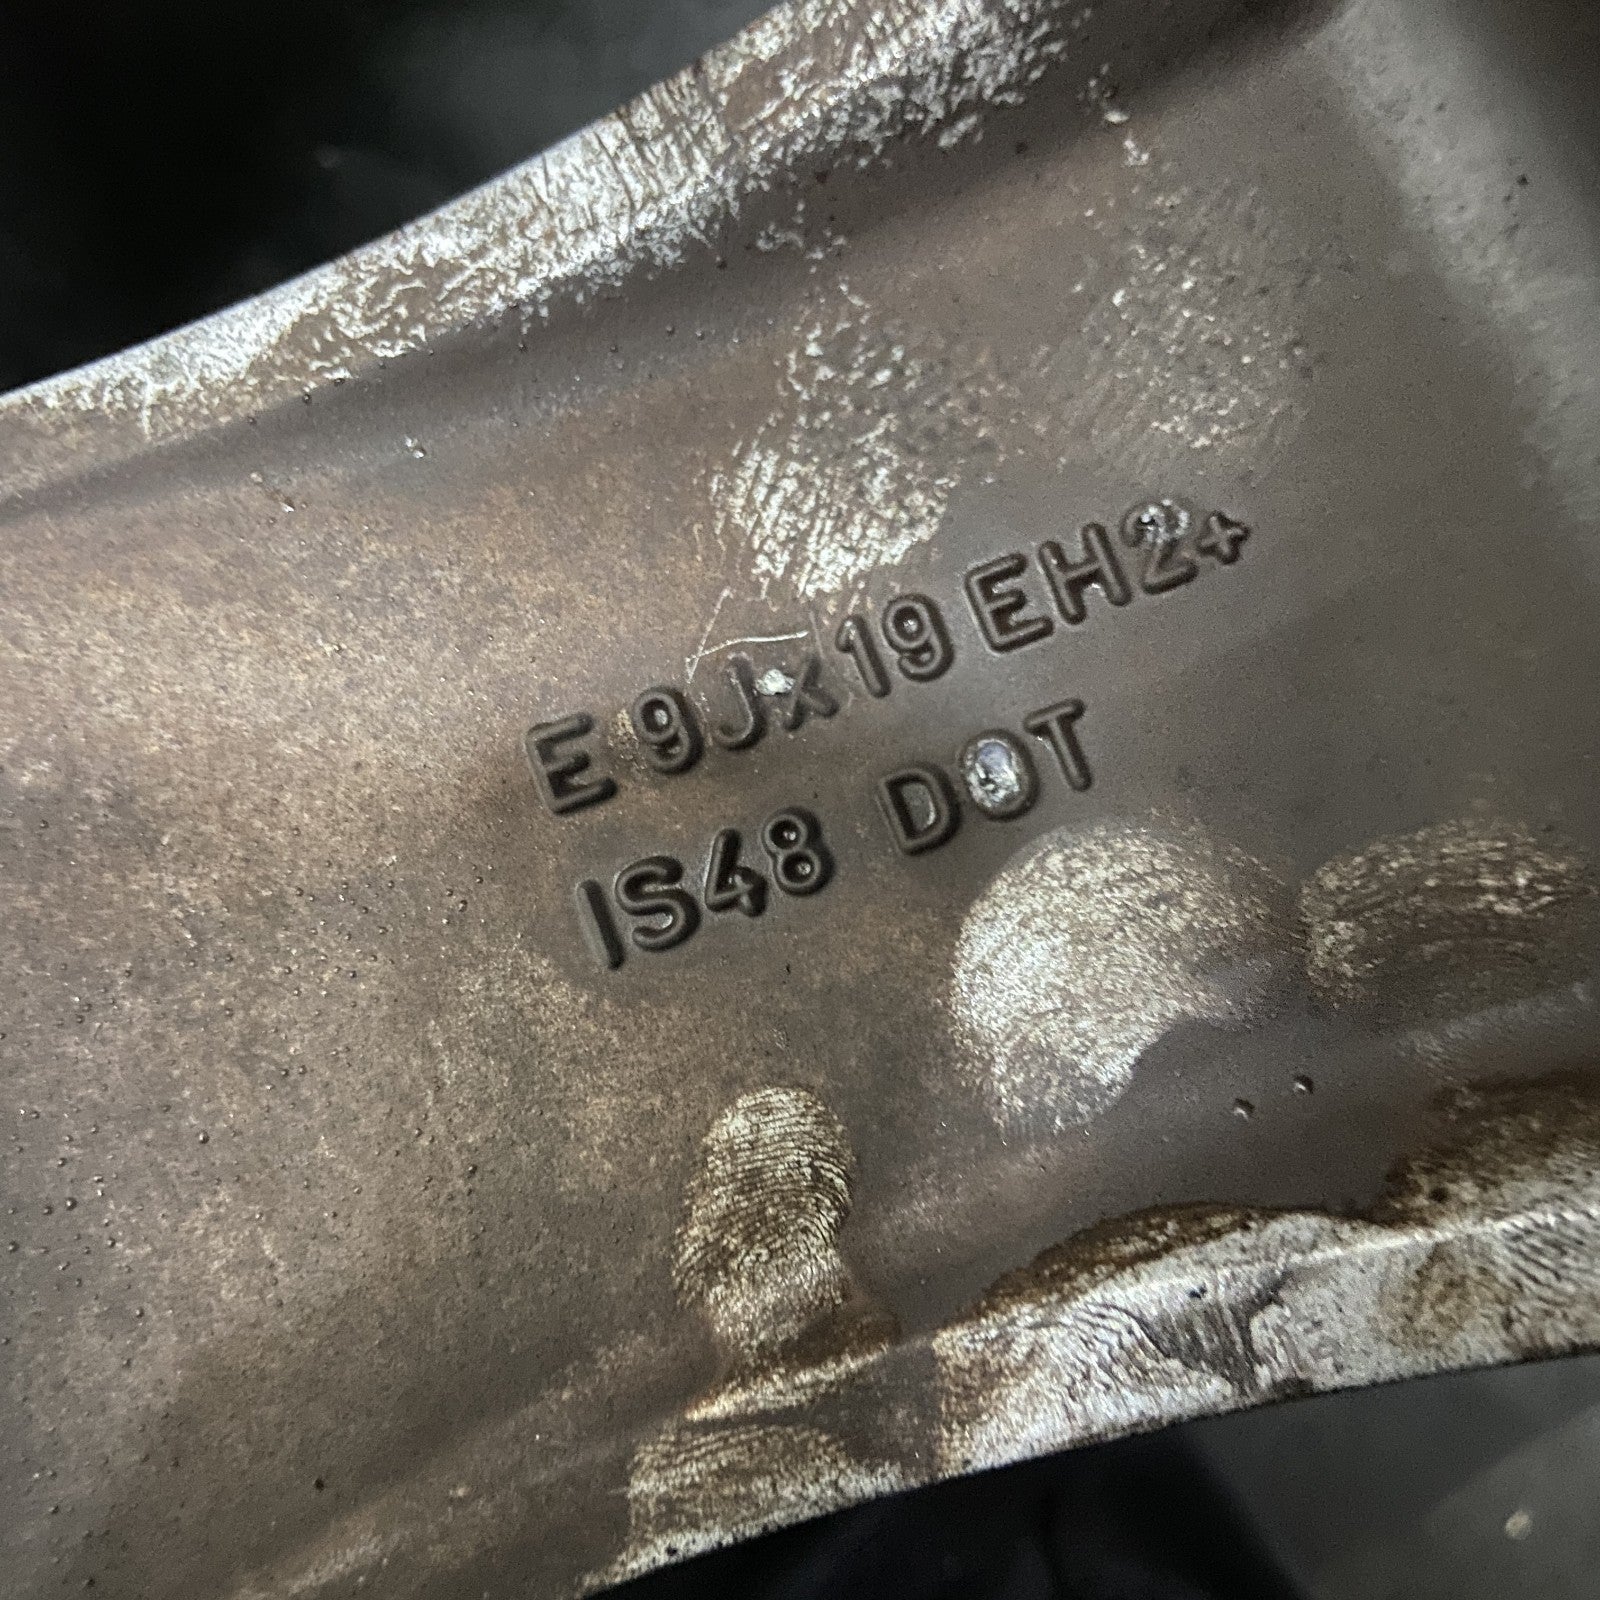 E 9Jx19 EH2+
IS48 DOT